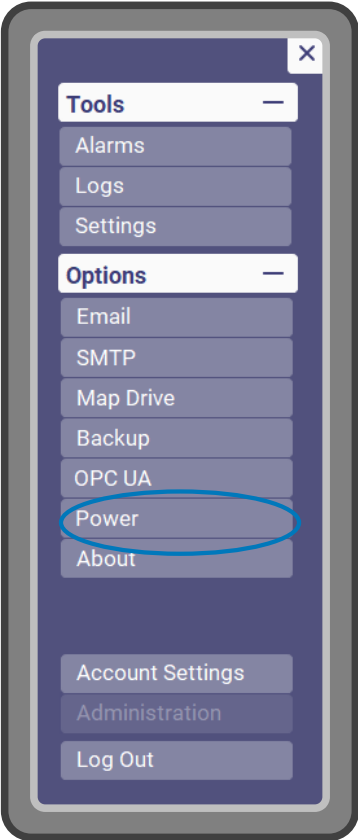 Tools
Alarms
Logs
Settings
Options
Email
SMTP
Map Drive
Backup
OPC UA
Power
About
Account Settings
Administration
Log Out